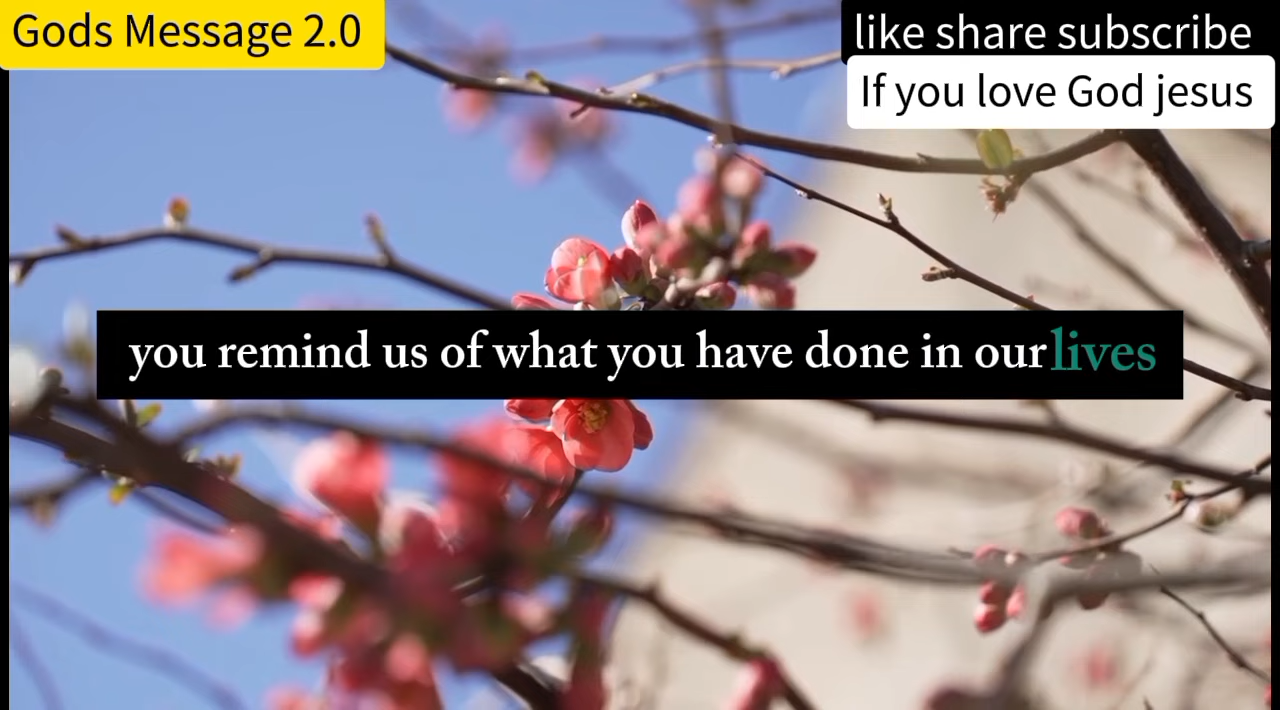 Gods Message 2.0
like share subscribe
If you love God jesus
you remind us of what you have done in our lives